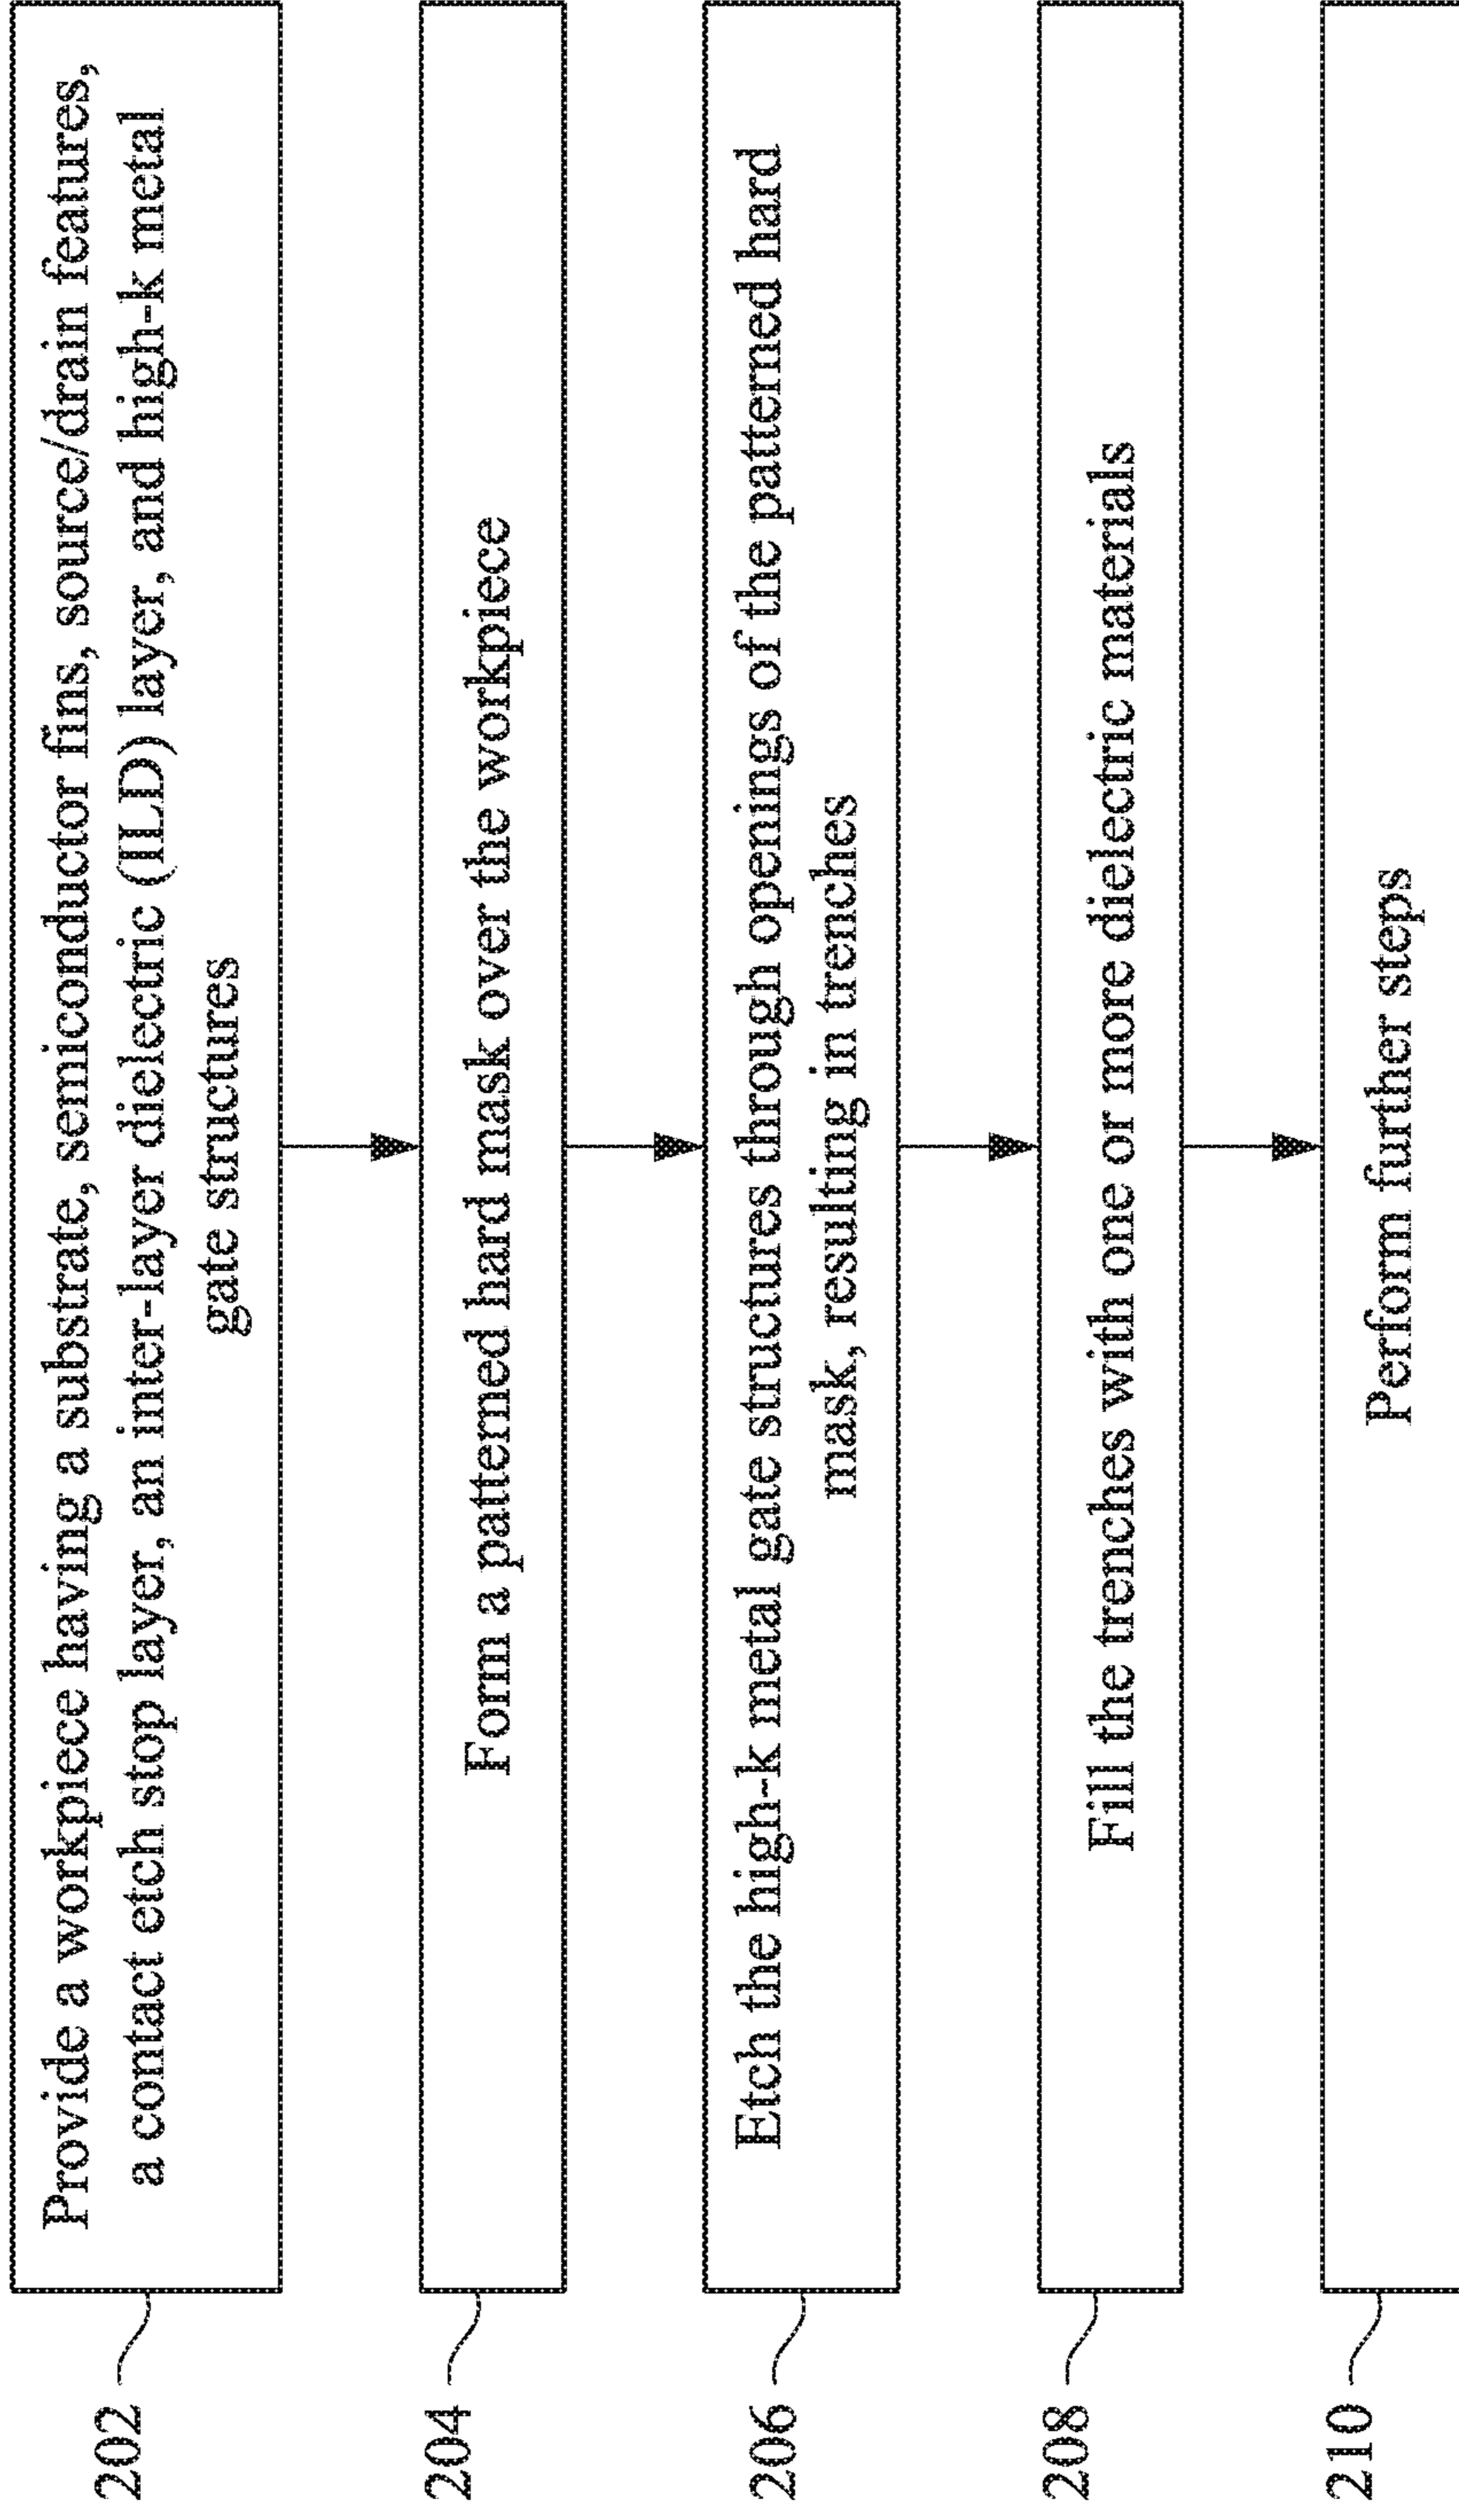 202
Provide a workpiece having a substrate, semiconductor fins, source/drain features,
a contact etch stop layer, an inter-layer dielectric (ILD) layer, and high-k metal
gate structures
204
Form a patterned hard mask over the workpiece
206
Etch the high-k metal gate structures through openings of the patterned hard
mask, resulting in trenches
208
Fill the trenches with one or more dielectric materials
210
Perform further steps